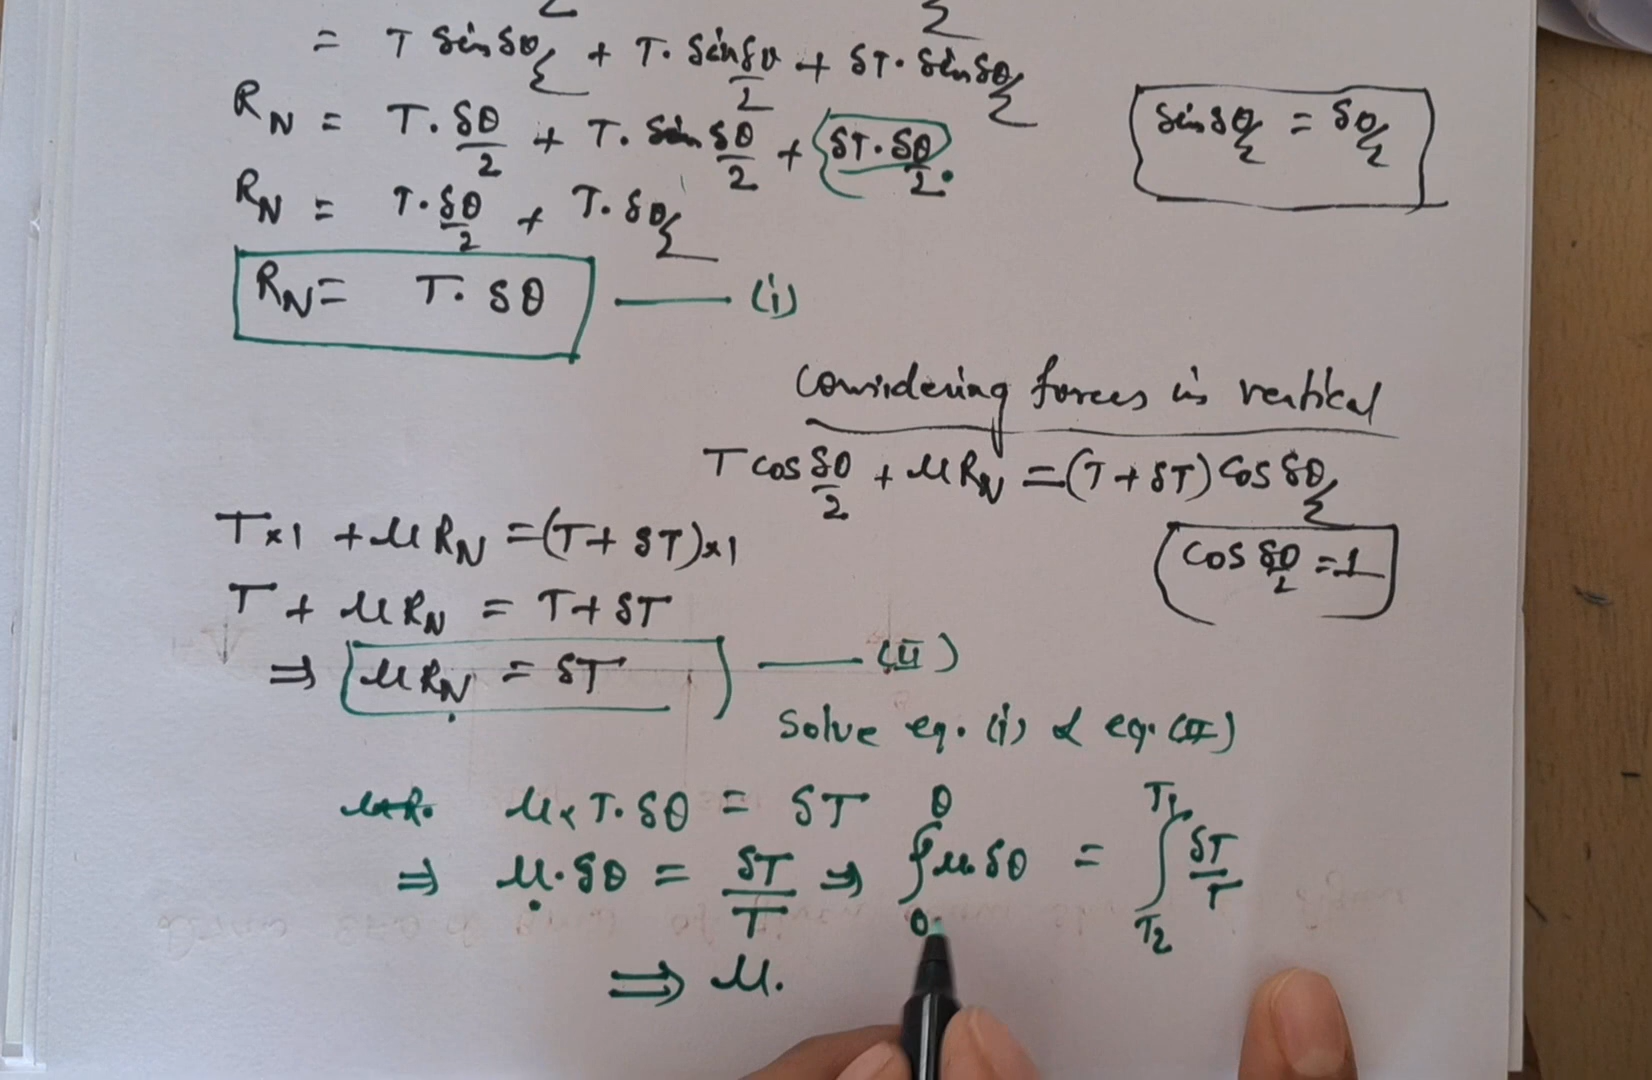 = T sin δθ/2 + T. sin δθ/2 + δT. sin δθ/2
R_N = T. δθ/2 + T. sin δθ/2 + δT. δθ/2.
sin δθ/2 = δθ/2
R_N = T. δθ/2 + T. δθ/2
R_N = T. δθ —— (i)
Considering forces in vertical
T cos δθ/2 + μR_N = (T + δT) cos δθ/2
T×1 + μR_N = (T + δT)×1
cos δθ/2 = 1
T + μR_N = T + δT
⇒ μR_N = δT —— (II)
Solve eq. (i) & eq. (II)
μ × T. δθ = δT
⇒ μ. δθ = δT/T ⇒ ∫_0^θ μ. δθ = ∫_T2^T1 δT/T
⇒ μ.